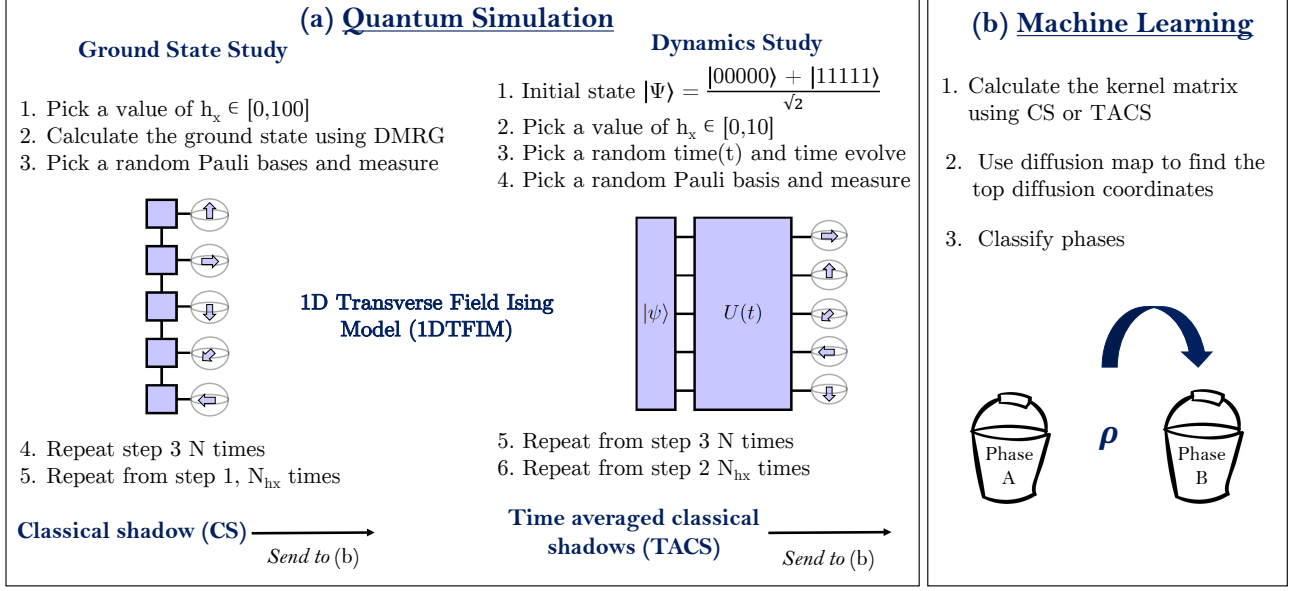 (a) Quantum Simulation
Ground State Study
1. Pick a value of hₓ ∈ [0,100]
2. Calculate the ground state using DMRG
3. Pick a random Pauli bases and measure
4. Repeat step 3 N times
5. Repeat from step 1, N_hx times
Classical shadow (CS)
Send to (b)
1D Transverse Field Ising
Model (1DTFIM)
Dynamics Study
1. Initial state |Ψ⟩ = (|00000⟩ + |11111⟩)/√2
2. Pick a value of hₓ ∈ [0,10]
3. Pick a random time(t) and time evolve
4. Pick a random Pauli basis and measure
|ψ⟩ U(t)
5. Repeat from step 3 N times
6. Repeat from step 2 N_hx times
Time averaged classical
shadows (TACS)
Send to (b)
(b) Machine Learning
1. Calculate the kernel matrix
using CS or TACS
2. Use diffusion map to find the
top diffusion coordinates
3. Classify phases
Phase
A
ρ
Phase
B